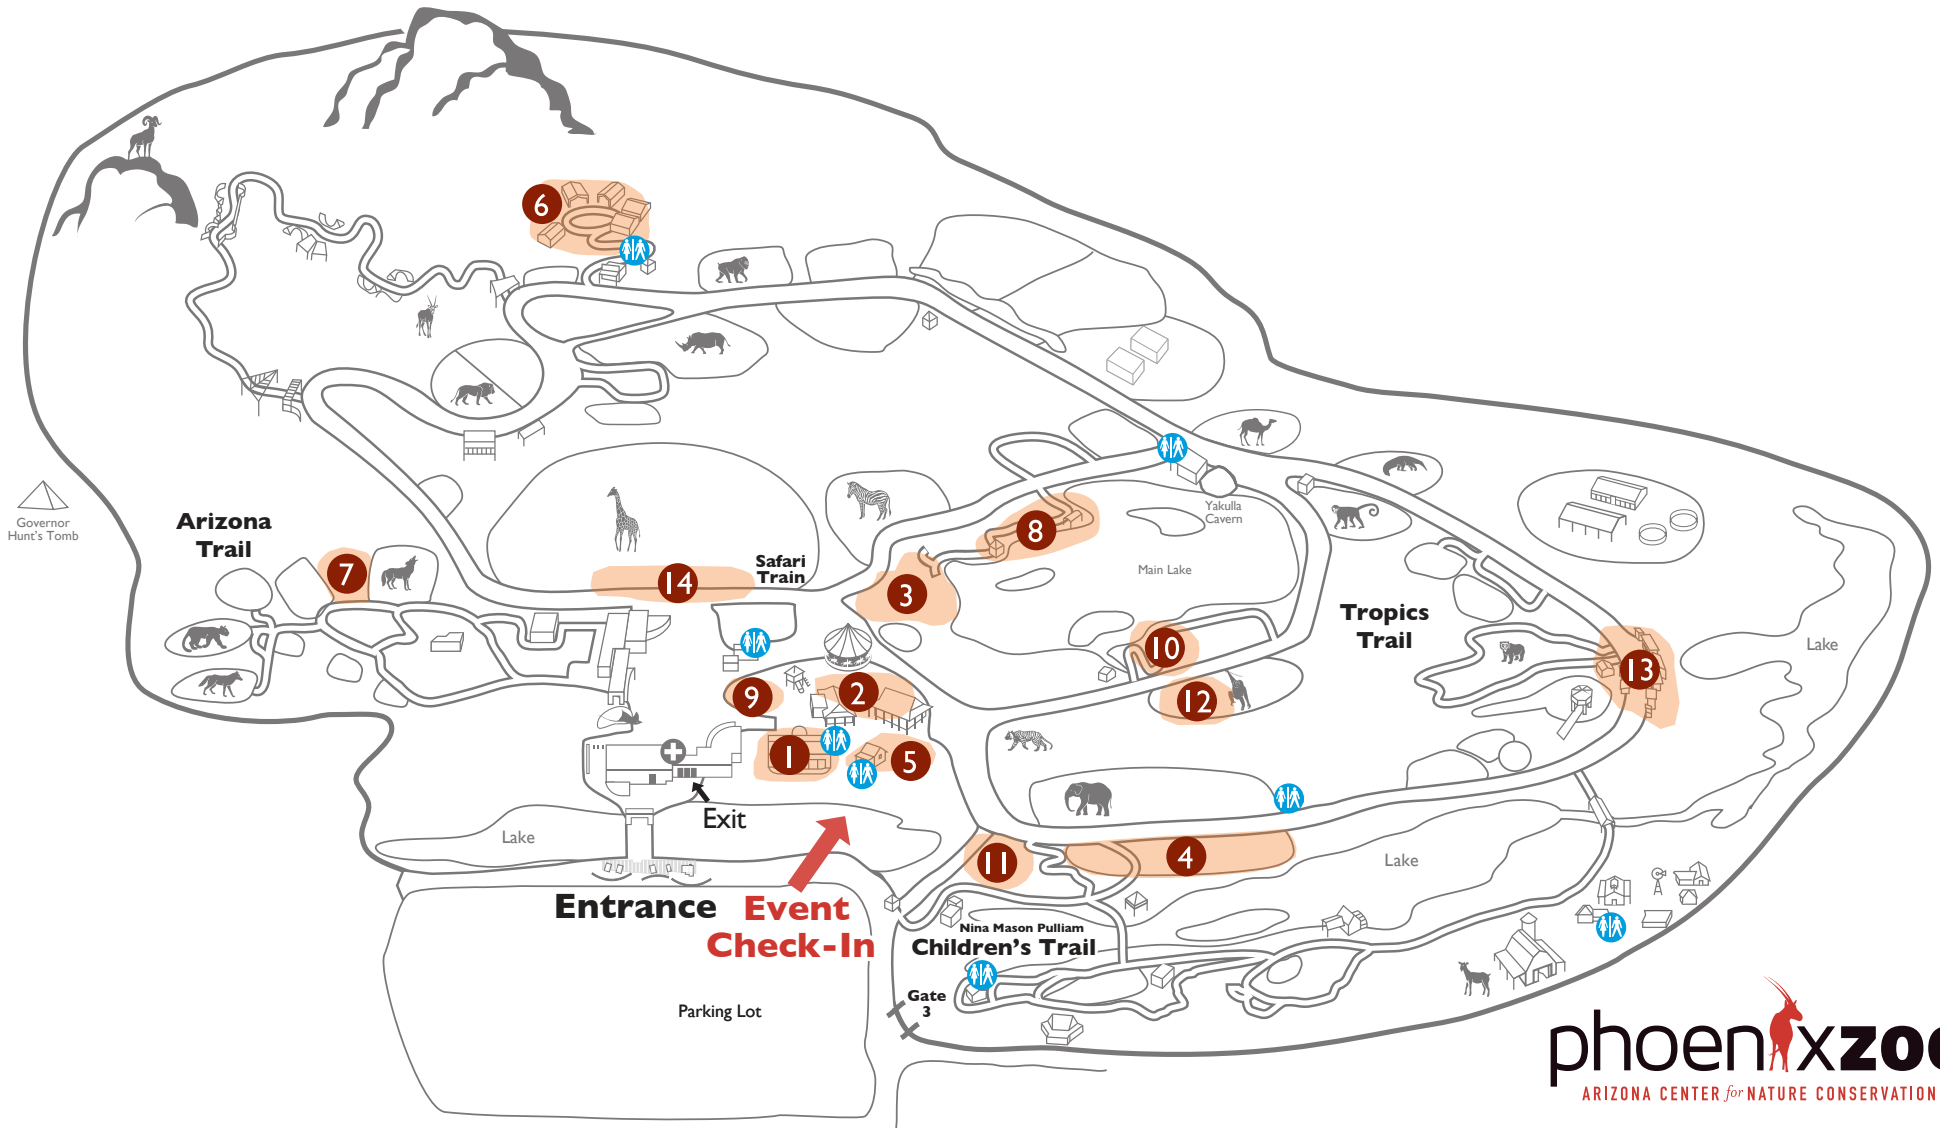 6
Governor
Hunt's Tomb
Arizona
Trail
7
14
Safari
Train
3
8
Yakulla
Cavern
Main Lake
Tropics
Trail
10
12
13
Lake
9
2
1
5
Exit
Lake
Entrance
Event
Check-In
11
4
Lake
Nina Mason Pulliam
Children's Trail
Gate
3
Parking Lot
phoenixzoo
ARIZONA CENTER for NATURE CONSERVATION